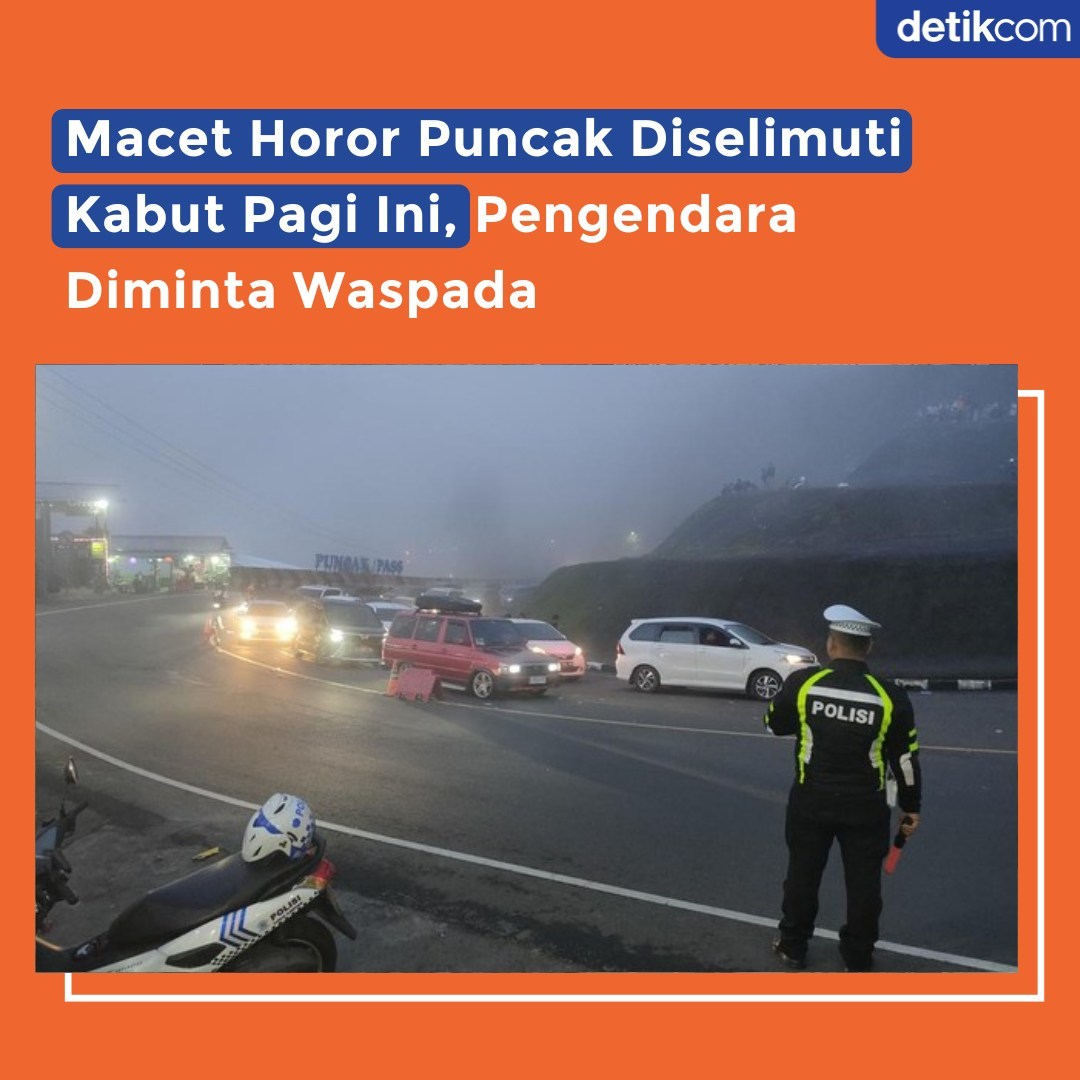 detikcom
Macet Horor Puncak Diselimuti
Kabut Pagi Ini, Pengendara
Diminta Waspada
PUNCAK PASS
POLISI
POLISI